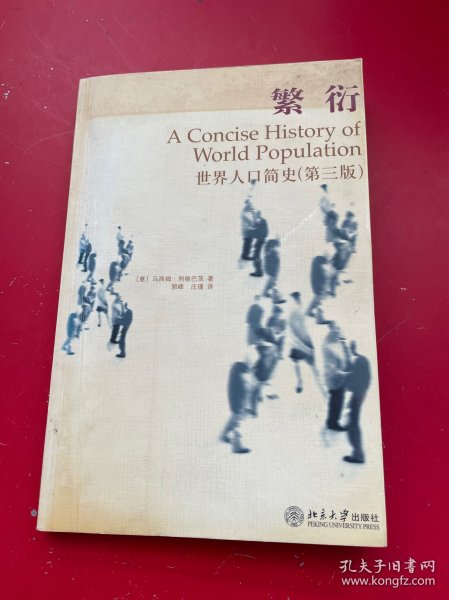 繁衍
A Concise History of
World Population
世界人口简史(第三版)
〔意〕马西姆·利维巴茨 著
郭峰 庄瑾 译
北京大学出版社
PEKING UNIVERSITY PRESS
孔夫子旧书网
www.kongfz.com